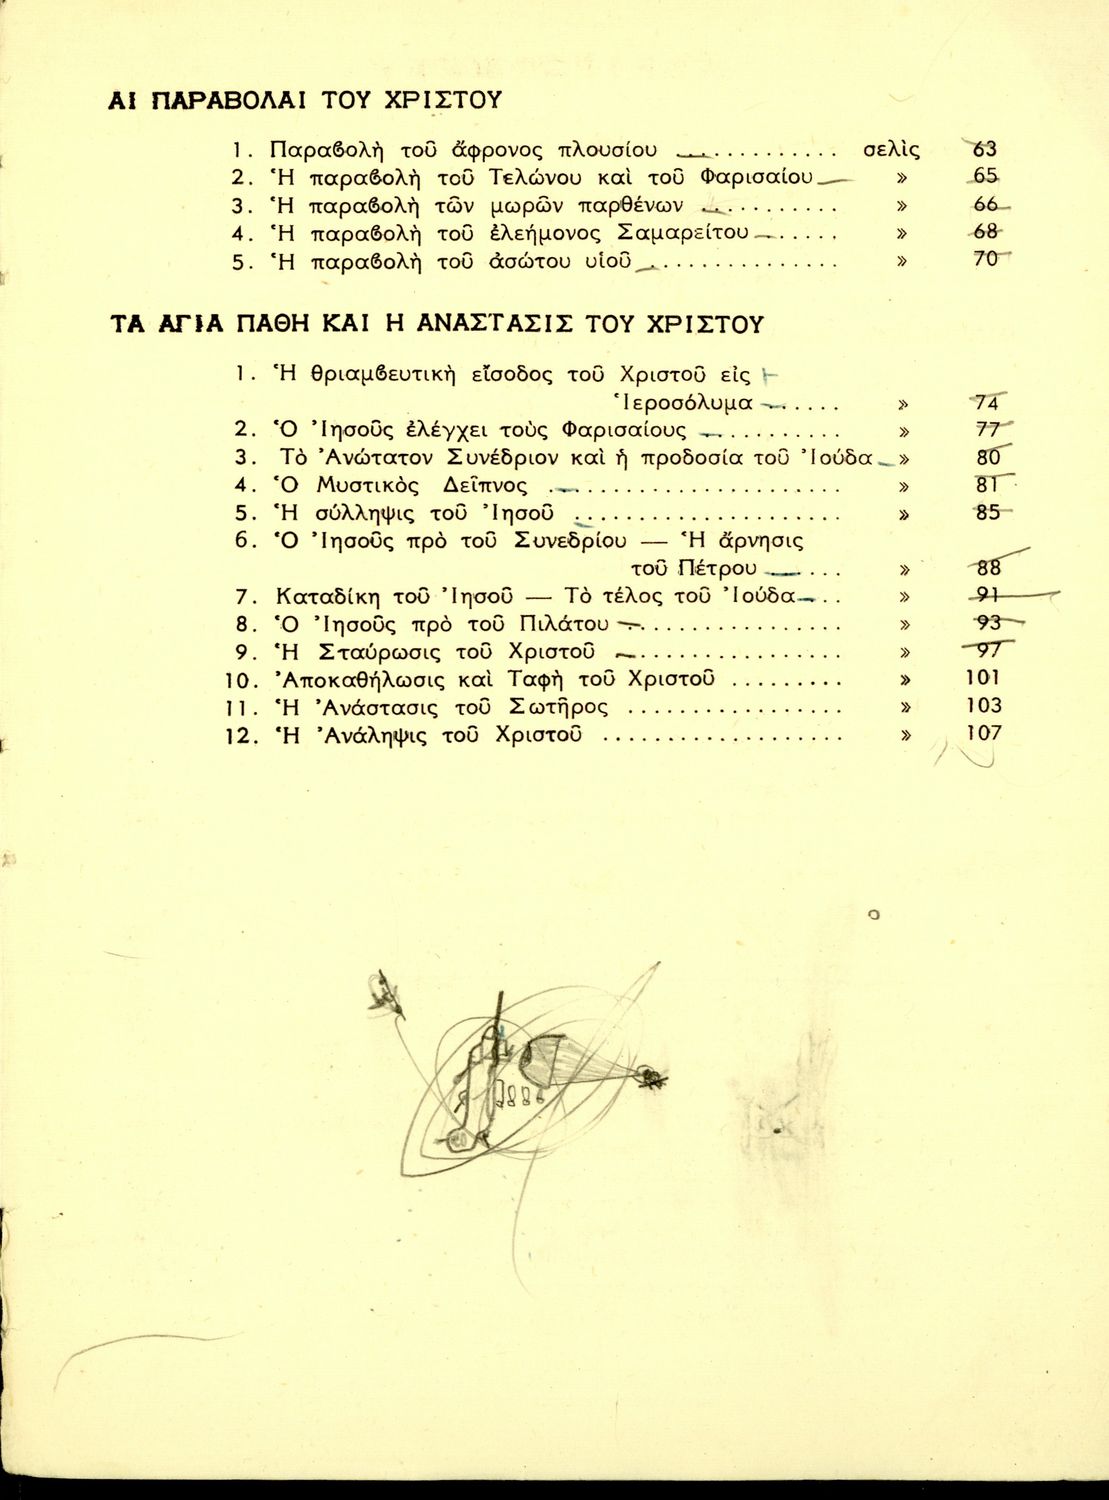 ΑΙ ΠΑΡΑΒΟΛΑΙ ΤΟΥ ΧΡΙΣΤΟΥ
1. Παραβολὴ τοῦ ἄφρονος πλουσίου ............ σελὶς 63
2. Ἡ παραβολὴ τοῦ Τελώνου καὶ τοῦ Φαρισαίου » 65
3. Ἡ παραβολὴ τῶν μωρῶν παρθένων .......... » 66
4. Ἡ παραβολὴ τοῦ ἐλεήμονος Σαμαρείτου ...... » 68
5. Ἡ παραβολὴ τοῦ ἀσώτου υἱοῦ ............... » 70
ΤΑ ΑΓΙΑ ΠΑΘΗ ΚΑΙ Η ΑΝΑΣΤΑΣΙΣ ΤΟΥ ΧΡΙΣΤΟΥ
1. Ἡ θριαμβευτικὴ εἴσοδος τοῦ Χριστοῦ εἰς
Ἱεροσόλυμα ...... » 74
2. Ὁ Ἰησοῦς ἐλέγχει τοὺς Φαρισαίους .......... » 77
3. Τὸ Ἀνώτατον Συνέδριον καὶ ἡ προδοσία τοῦ Ἰούδα » 80
4. Ὁ Μυστικὸς Δεῖπνος ..................... » 81
5. Ἡ σύλληψις τοῦ Ἰησοῦ .................... » 85
6. Ὁ Ἰησοῦς πρὸ τοῦ Συνεδρίου — Ἡ ἄρνησις
τοῦ Πέτρου ...... » 88
7. Καταδίκη τοῦ Ἰησοῦ — Τὸ τέλος τοῦ Ἰούδα ... » 91
8. Ὁ Ἰησοῦς πρὸ τοῦ Πιλάτου ................ » 93
9. Ἡ Σταύρωσις τοῦ Χριστοῦ ................. » 97
10. Ἀποκαθήλωσις καὶ Ταφὴ τοῦ Χριστοῦ ......... » 101
11. Ἡ Ἀνάστασις τοῦ Σωτῆρος ................. » 103
12. Ἡ Ἀνάληψις τοῦ Χριστοῦ ................... » 107